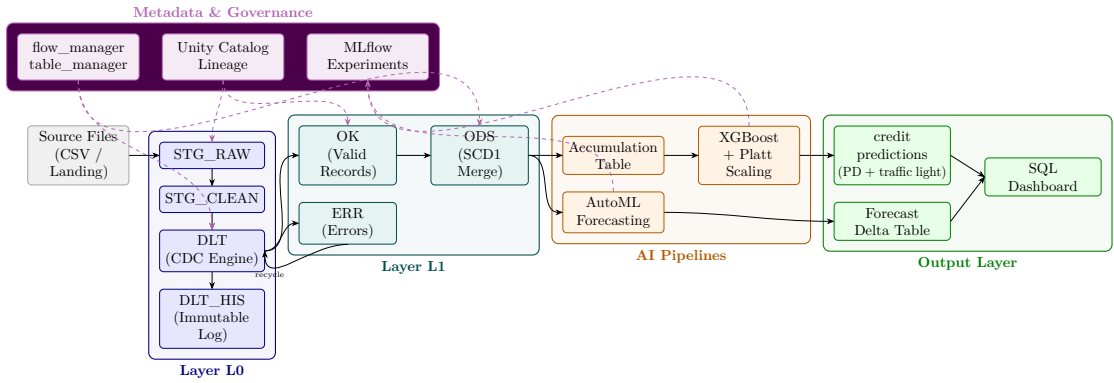 Metadata & Governance
flow_manager
table_manager
Unity Catalog
Lineage
MLflow
Experiments
Source Files
(CSV /
Landing)
STG_RAW
STG_CLEAN
DLT
(CDC Engine)
DLT_HIS
(Immutable
Log)
Layer L0
recycle
OK
(Valid
Records)
ERR
(Errors)
ODS
(SCD1
Merge)
Layer L1
Accumulation
Table
AutoML
Forecasting
XGBoost
+ Platt
Scaling
AI Pipelines
credit
predictions
(PD + traffic light)
Forecast
Delta Table
SQL
Dashboard
Output Layer